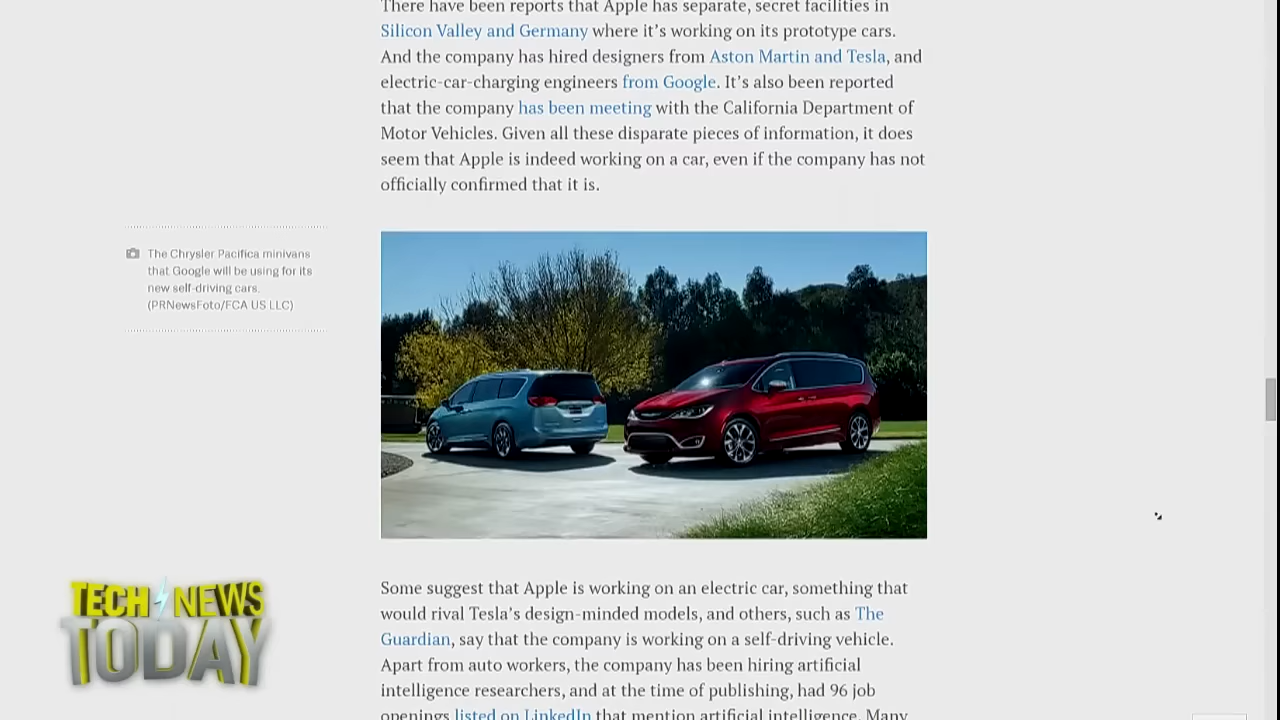 There have been reports that Apple has separate, secret facilities in
Silicon Valley and Germany where it's working on its prototype cars.
And the company has hired designers from Aston Martin and Tesla, and
electric-car-charging engineers from Google. It's also been reported
that the company has been meeting with the California Department of
Motor Vehicles. Given all these disparate pieces of information, it does
seem that Apple is indeed working on a car, even if the company has not
officially confirmed that it is.
The Chrysler Pacifica minivans
that Google will be using for its
new self-driving cars.
(PRNewsFoto/FCA US LLC)
Some suggest that Apple is working on an electric car, something that
would rival Tesla's design-minded models, and others, such as The
Guardian, say that the company is working on a self-driving vehicle.
Apart from auto workers, the company has been hiring artificial
intelligence researchers, and at the time of publishing, had 96 job
openings listed on LinkedIn that mention artificial intelligence. Many
TECH NEWS
TODAY